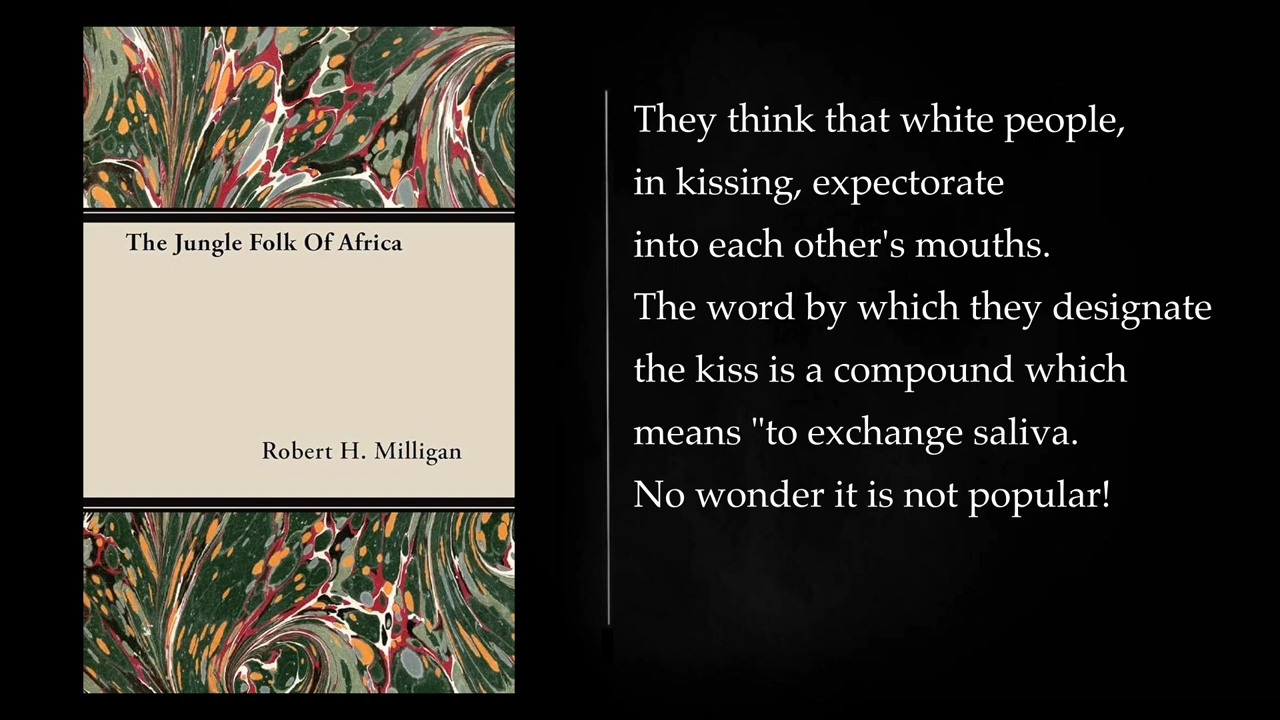 The Jungle Folk Of Africa
Robert H. Milligan
They think that white people,
in kissing, expectorate
into each other's mouths.
The word by which they designate
the kiss is a compound which
means "to exchange saliva.
No wonder it is not popular!